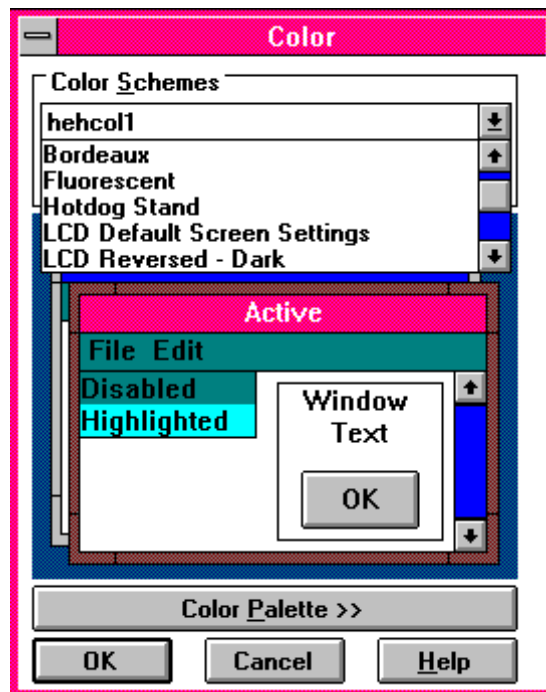 Color
Color Schemes
hehcol1
Bordeaux
Fluorescent
Hotdog Stand
LCD Default Screen Settings
LCD Reversed - Dark
Active
File Edit
Disabled
Highlighted
Window
Text
OK
Color Palette >>
OK Cancel Help